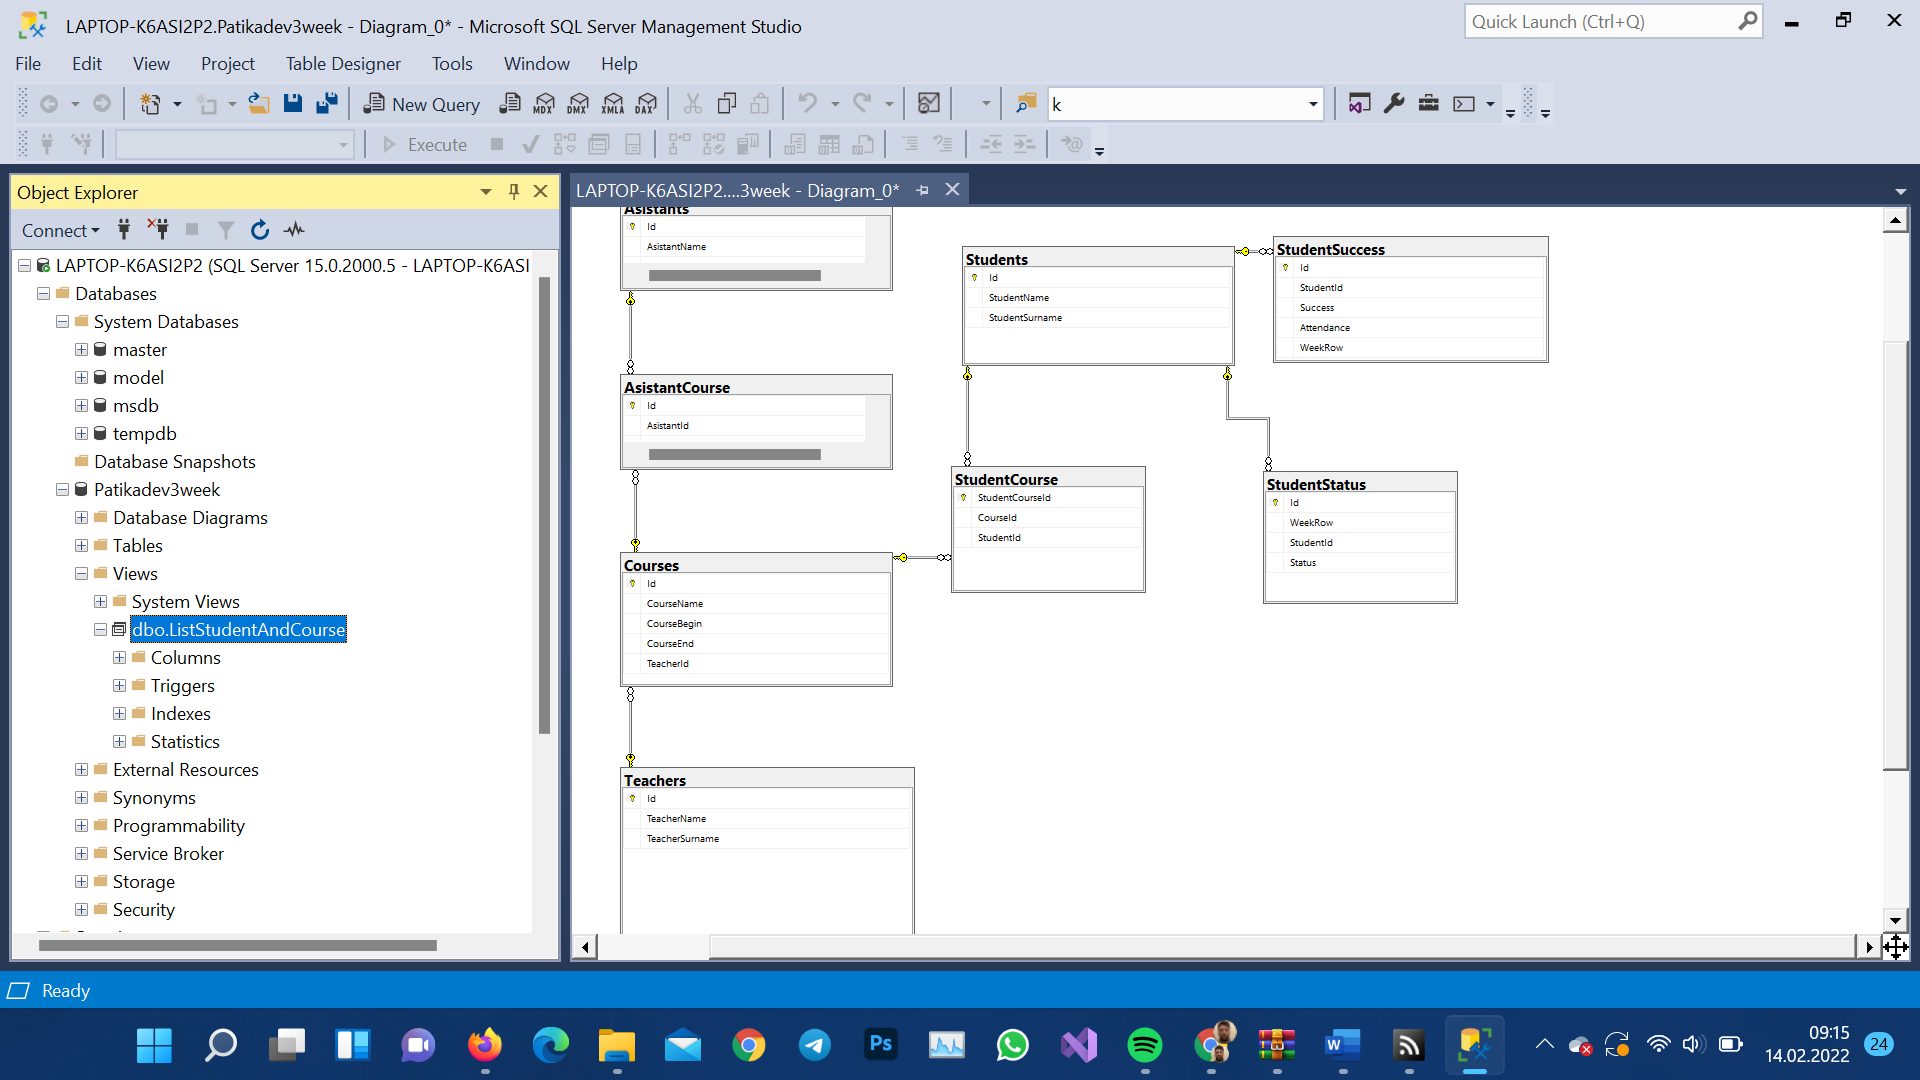 LAPTOP-K6ASI2P2.Patikadev3week - Diagram_0* - Microsoft SQL Server Management Studio
Quick Launch (Ctrl+Q)
File Edit View Project Table Designer Tools Window Help
New Query MDX DMX XMLA DAX k
Execute
Object Explorer
Connect
LAPTOP-K6ASI2P2 (SQL Server 15.0.2000.5 - LAPTOP-K6ASI
Databases
System Databases
master
model
msdb
tempdb
Database Snapshots
Patikadev3week
Database Diagrams
Tables
Views
System Views
dbo.ListStudentAndCourse
Columns
Triggers
Indexes
Statistics
External Resources
Synonyms
Programmability
Service Broker
Storage
Security
LAPTOP-K6ASI2P2....3week - Diagram_0*
Asistants
Id
AsistantName
AsistantCourse
Id
AsistantId
Courses
Id
CourseName
CourseBegin
CourseEnd
TeacherId
Teachers
Id
TeacherName
TeacherSurname
Students
Id
StudentName
StudentSurname
StudentCourse
StudentCourseId
CourseId
StudentId
StudentSuccess
Id
StudentId
Success
Attendance
WeekRow
StudentStatus
Id
WeekRow
StudentId
Status
Ready
Ps
W
09:15
14.02.2022
24